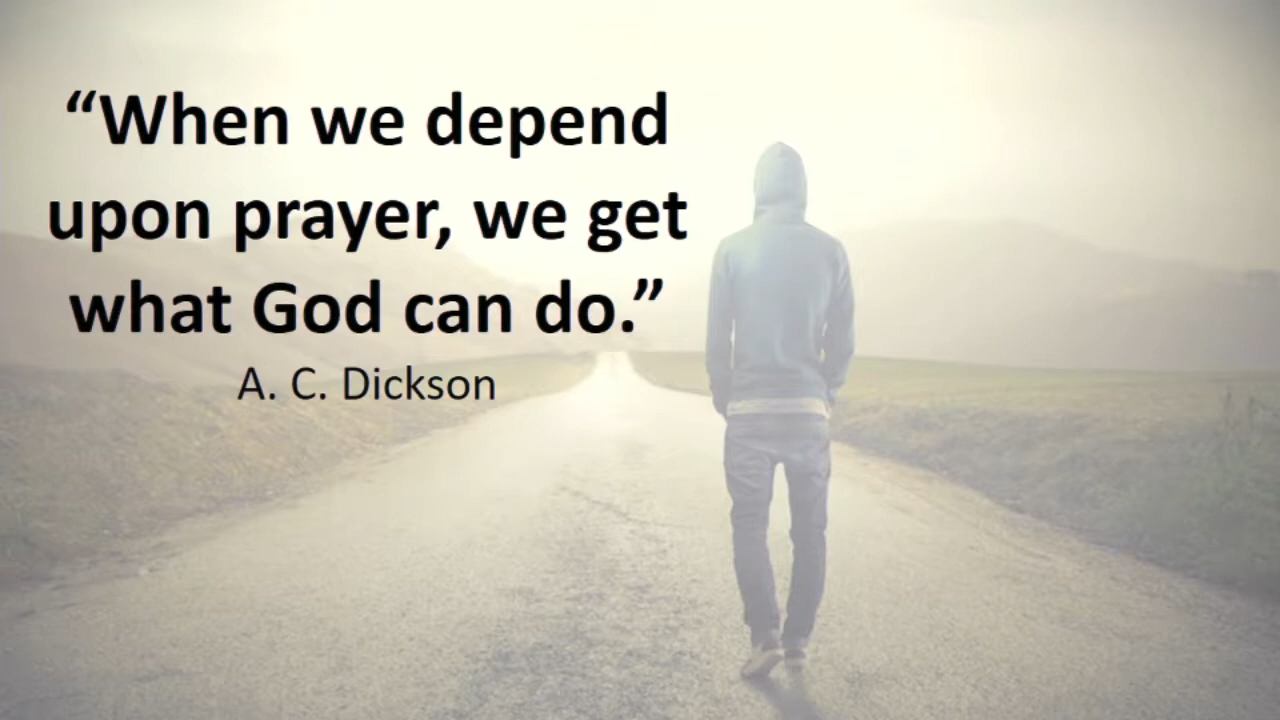 “When we depend
upon prayer, we get
what God can do.”
A. C. Dickson